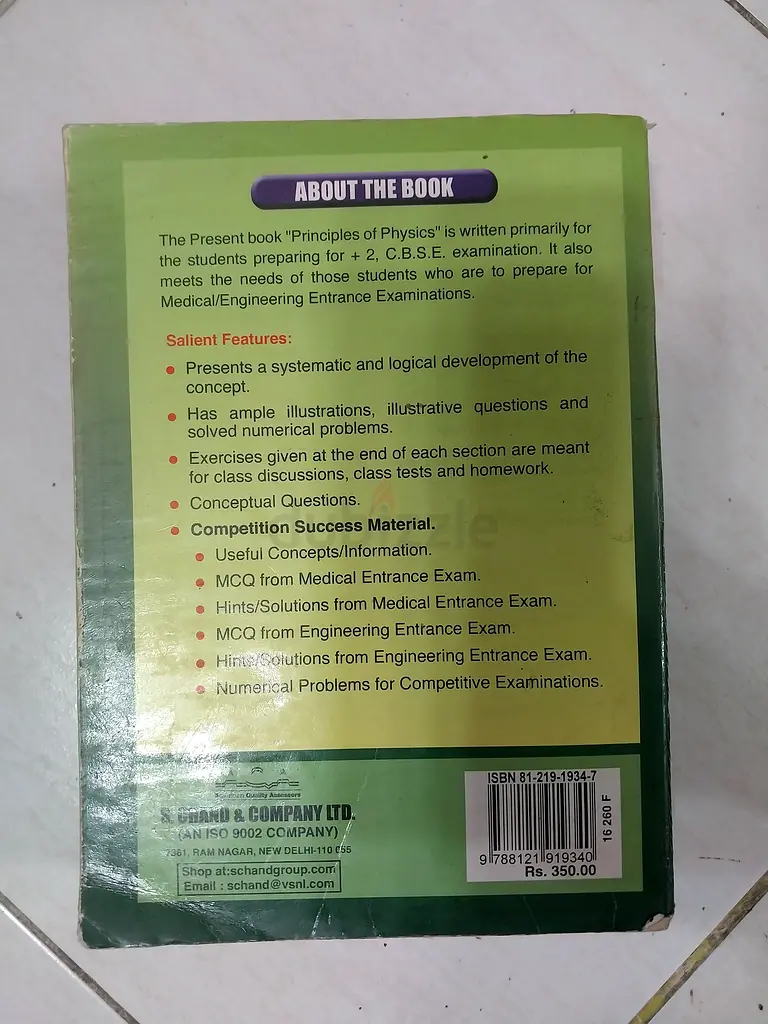 ABOUT THE BOOK
The Present book "Principles of Physics" is written primarily for
the students preparing for + 2, C.B.S.E. examination. It also
meets the needs of those students who are to prepare for
Medical/Engineering Entrance Examinations.
Salient Features:
Presents a systematic and logical development of the
concept.
Has ample illustrations, illustrative questions and
solved numerical problems.
Exercises given at the end of each section are meant
for class discussions, class tests and homework.
Conceptual Questions.
Competition Success Material.
dubizzle
Useful Concepts/Information.
MCQ from Medical Entrance Exam.
Hints/Solutions from Medical Entrance Exam.
MCQ from Engineering Entrance Exam.
Hints/Solutions from Engineering Entrance Exam.
Numerical Problems for Competitive Examinations.
Quality Assessors
S. CHAND & COMPANY LTD.
(AN ISO 9002 COMPANY)
7361, RAM NAGAR, NEW DELHI-110 055
Shop at:schandgroup.com
Email : schand@vsnl.com
ISBN 81-219-1934-7
9 788121 919340
16 260 F
Rs. 350.00